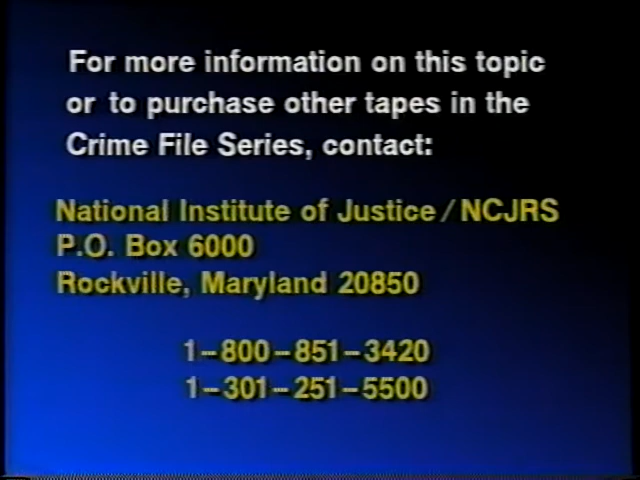 For more information on this topic
or to purchase other tapes in the
Crime File Series, contact:
National Institute of Justice / NCJRS
P.O. Box 6000
Rockville, Maryland 20850
1-800-851-3420
1-301-251-5500